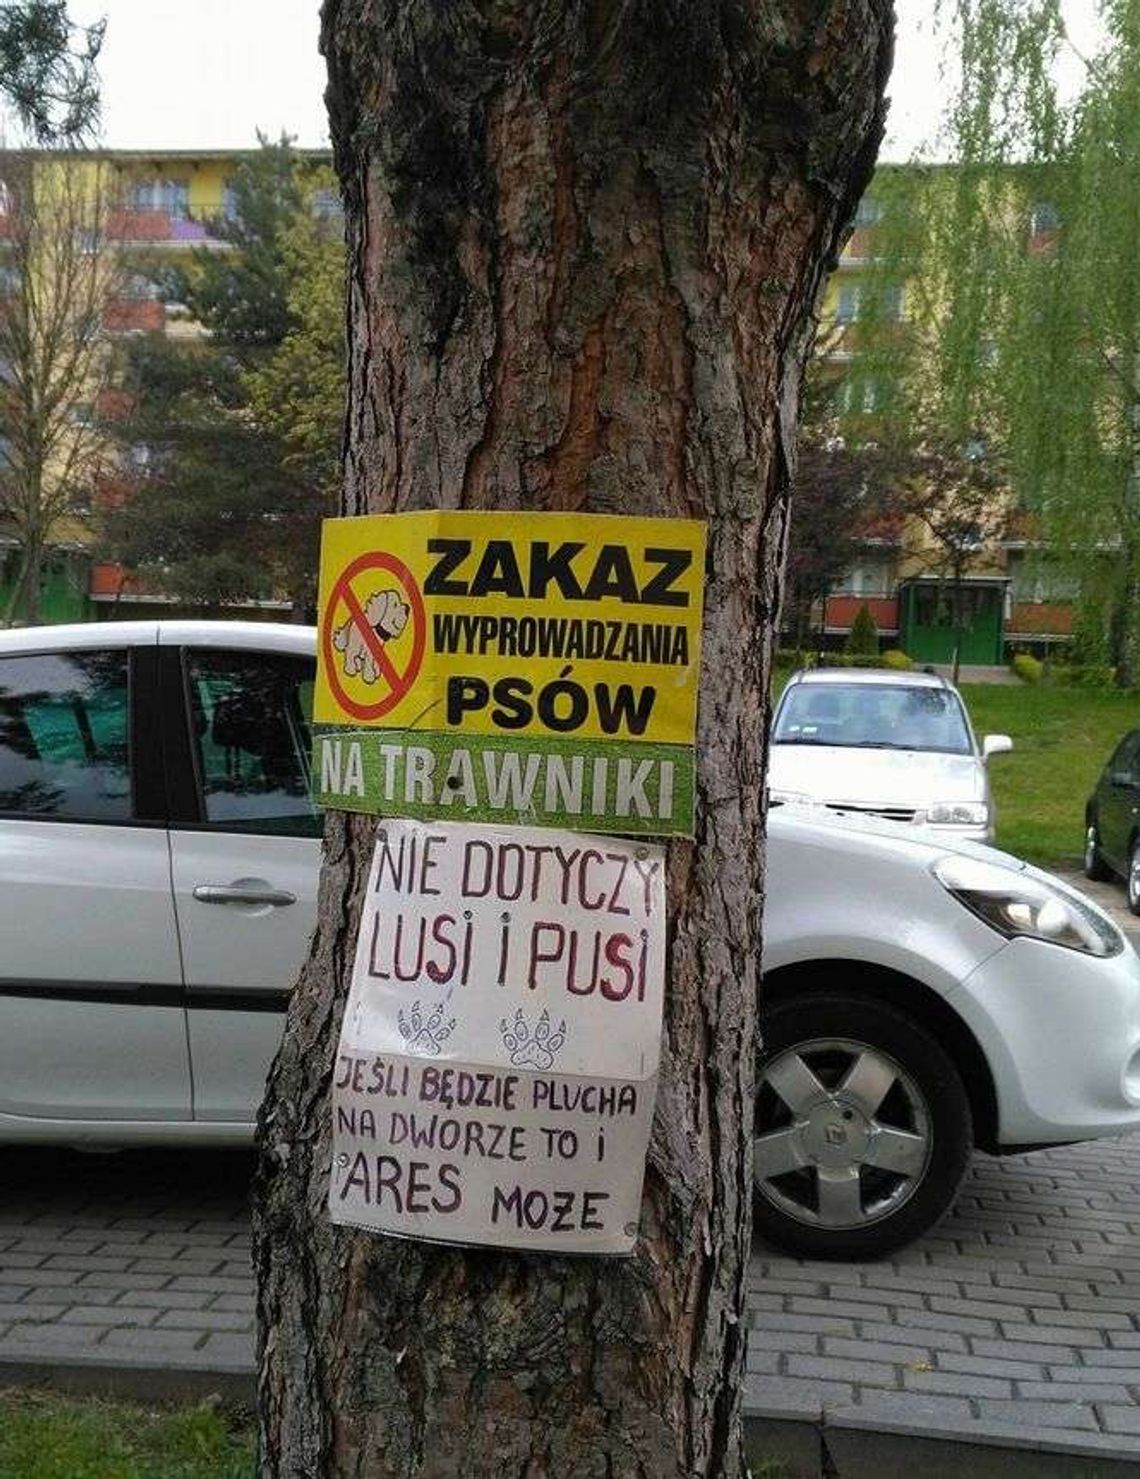 ZAKAZ
WYPROWADZANIA
PSÓW
NA TRAWNIKI
NIE DOTYCZY
LUSi i PUSi
JEŚLI BĘDZIE PLUCHA
NA DWORZE TO i
ARES MOŻE